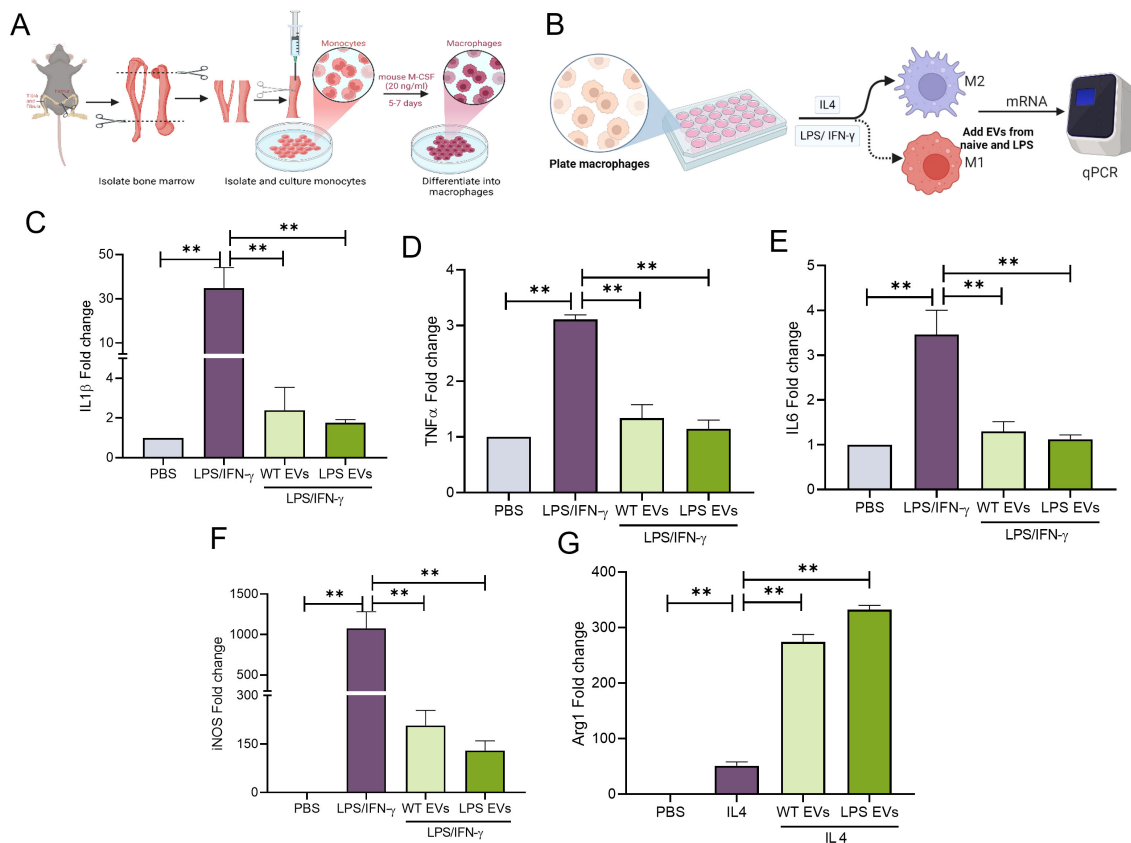 A
Monocytes
Macrophages
mouse M-CSF
(20 ng/ml)
5-7 days
Tibia and
Fibula
Femur
Isolate bone marrow
Isolate and culture monocytes
Differentiate into
macrophages
B
Plate macrophages
IL4
LPS/ IFN-γ
M2
M1
mRNA
Add EVs from
naive and LPS
qPCR
C
IL1β Fold change
50
30
10
4
2
0
**
**
**
PBS
LPS/IFN-γ
WT EVs
LPS EVs
LPS/IFN-γ
D
TNFα Fold change
4
3
2
1
0
**
**
**
PBS
LPS/IFN-γ
WT EVs
LPS EVs
LPS/IFN-γ
E
IL6 Fold change
5
4
3
2
1
0
**
**
**
PBS
LPS/IFN-γ
WT EVs
LPS EVs
LPS/IFN-γ
F
iNOS Fold change
1500
1000
500
300
150
0
**
**
**
PBS
LPS/IFN-γ
WT EVs
LPS EVs
LPS/IFN-γ
G
Arg1 Fold change
400
300
200
100
0
**
**
**
PBS
IL4
WT EVs
LPS EVs
IL 4